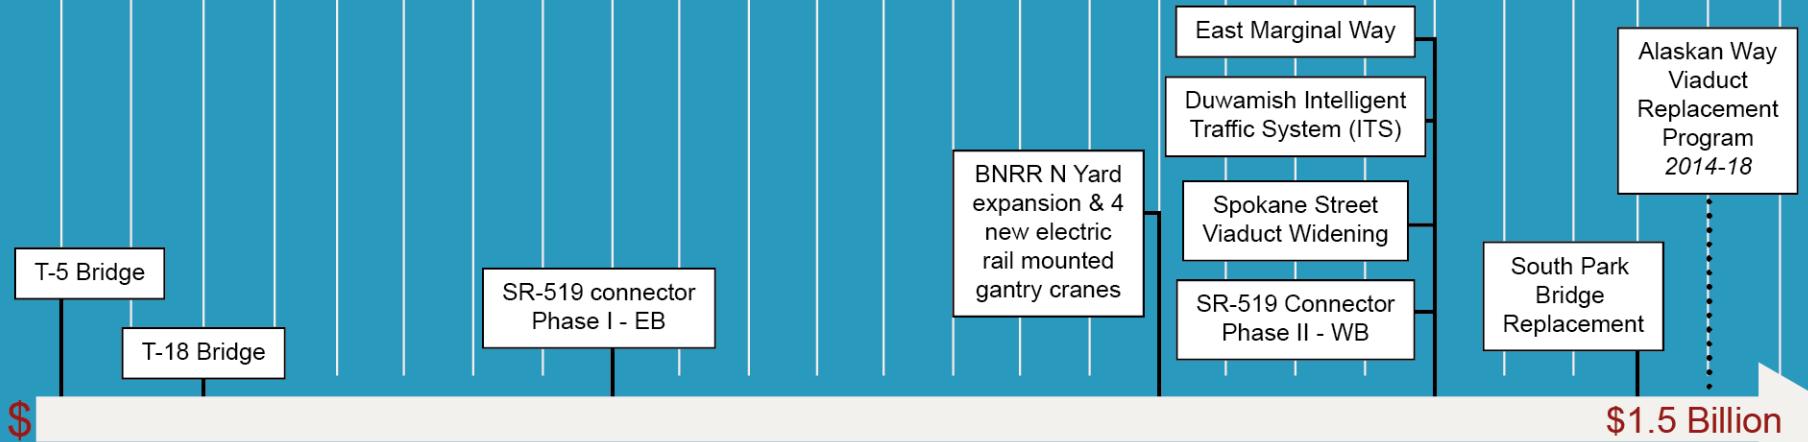 T-5 Bridge
T-18 Bridge
SR-519 connector
Phase I - EB
BNRR N Yard
expansion & 4
new electric
rail mounted
gantry cranes
East Marginal Way
Duwamish Intelligent
Traffic System (ITS)
Spokane Street
Viaduct Widening
SR-519 Connector
Phase II - WB
South Park
Bridge
Replacement
Alaskan Way
Viaduct
Replacement
Program
2014-18
$
$1.5 Billion